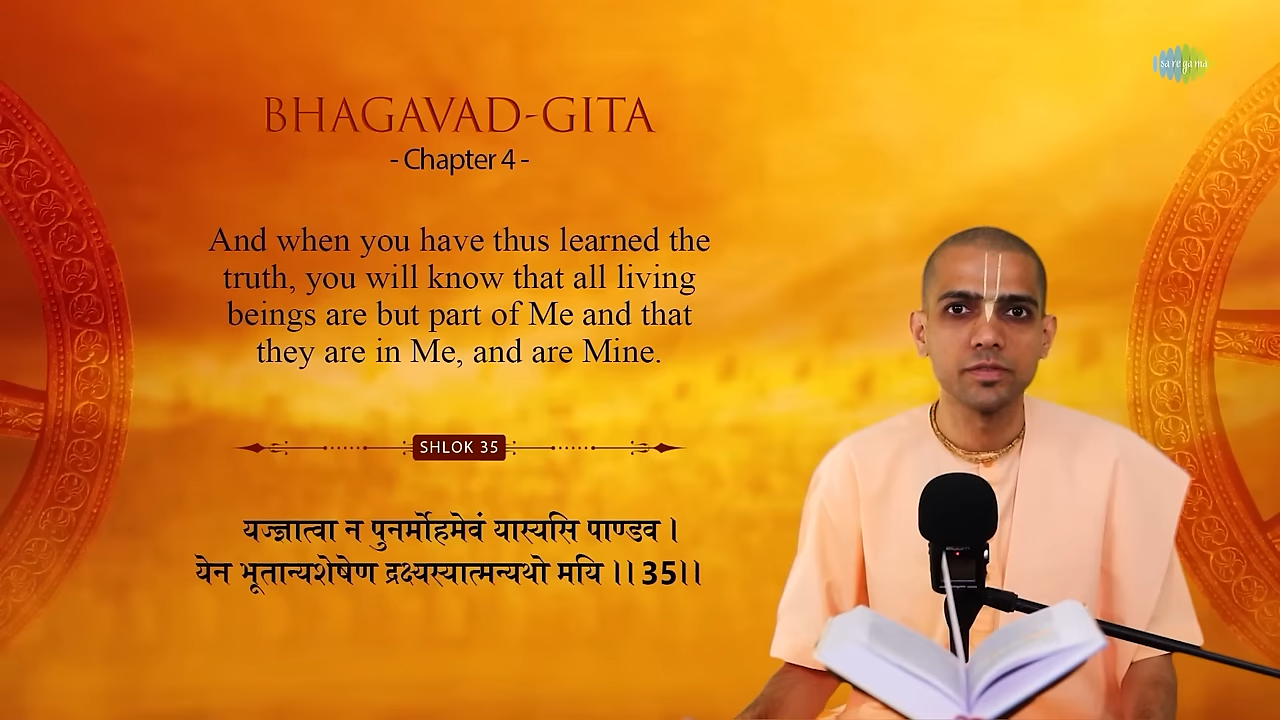 saregama
BHAGAVAD-GITA
- Chapter 4 -
And when you have thus learned the
truth, you will know that all living
beings are but part of Me and that
they are in Me, and are Mine.
SHLOK 35
यज्ज्ञात्वा न पुनर्मोहमेवं यास्यसि पाण्डव ।
येन भूतान्यशेषेण द्रक्ष्यस्यात्मन्यथो मयि ।। 35।।